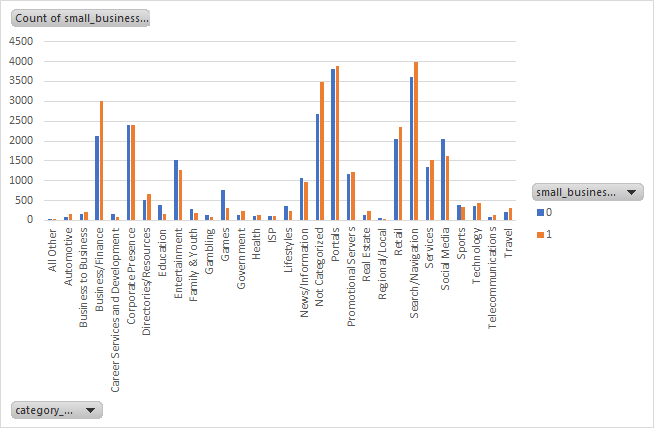 Count of small_business...
4500
4000
3500
3000
2500
2000
1500
1000
500
0
All Other
Automotive
Business to Business
Business/Finance
Career Services and Development
Corporate Presence
Directories/Resources
Education
Entertainment
Family & Youth
Gambling
Games
Government
Health
ISP
Lifestyles
News/Information
Not Categorized
Portals
Promotional Servers
Real Estate
Regional/Local
Retail
Search/Navigation
Services
Social Media
Sports
Technology
Telecommunications
Travel
small_busines...
0
1
category_...